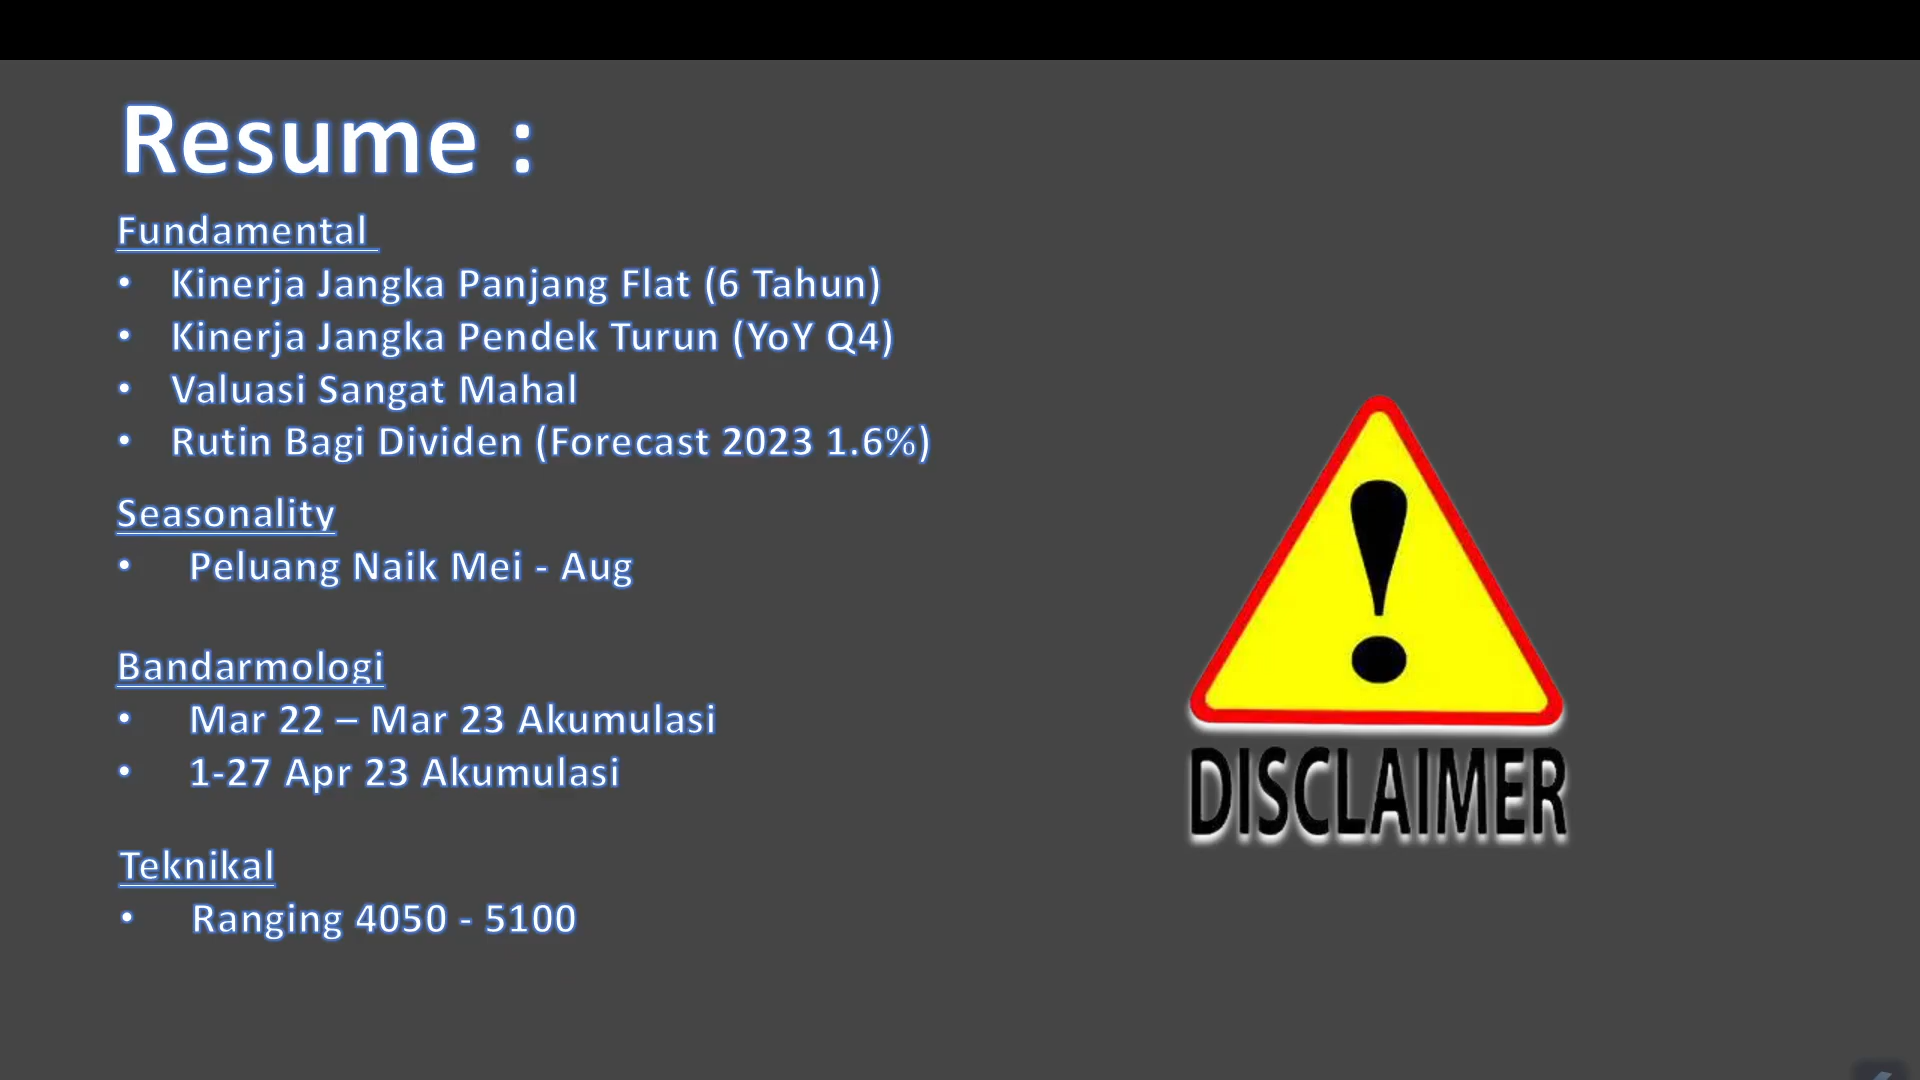 Resume :
Fundamental
• Kinerja Jangka Panjang Flat (6 Tahun)
• Kinerja Jangka Pendek Turun (YoY Q4)
• Valuasi Sangat Mahal
• Rutin Bagi Dividen (Forecast 2023 1.6%)
Seasonality
• Peluang Naik Mei - Aug
Bandarmologi
• Mar 22 – Mar 23 Akumulasi
• 1-27 Apr 23 Akumulasi
Teknikal
• Ranging 4050 - 5100
!
DISCLAIMER